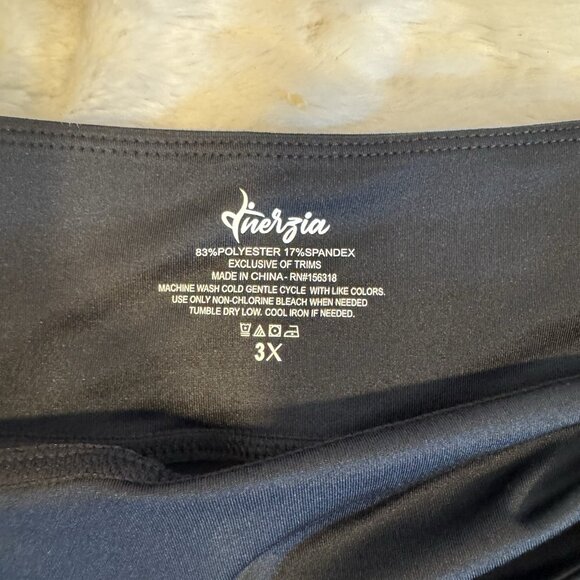 Inerzia
83%POLYESTER 17%SPANDEX
EXCLUSIVE OF TRIMS
MADE IN CHINA- RN#156318
MACHINE WASH COLD GENTLE CYCLE WITH LIKE COLORS.
USE ONLY NON-CHLORINE BLEACH WHEN NEEDED
TUMBLE DRY LOW. COOL IRON IF NEEDED.
3X